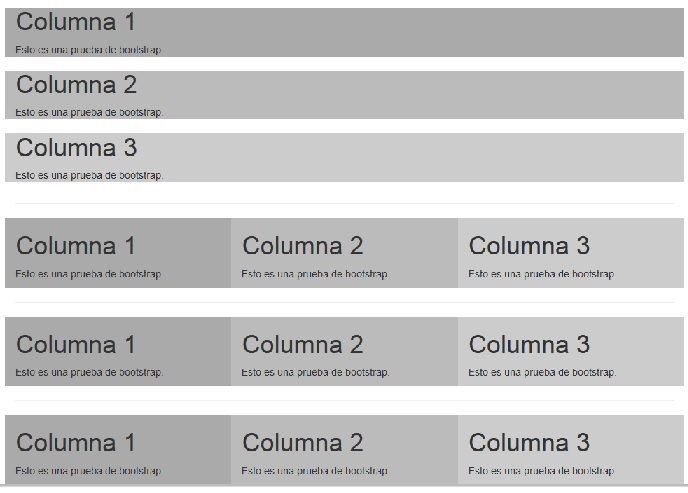 Columna 1
Esto es una prueba de bootstrap.
Columna 2
Esto es una prueba de bootstrap.
Columna 3
Esto es una prueba de bootstrap.
Columna 1 Columna 2 Columna 3
Esto es una prueba de bootstrap. Esto es una prueba de bootstrap. Esto es una prueba de bootstrap.
Columna 1 Columna 2 Columna 3
Esto es una prueba de bootstrap. Esto es una prueba de bootstrap. Esto es una prueba de bootstrap.
Columna 1 Columna 2 Columna 3
Esto es una prueba de bootstrap. Esto es una prueba de bootstrap. Esto es una prueba de bootstrap.